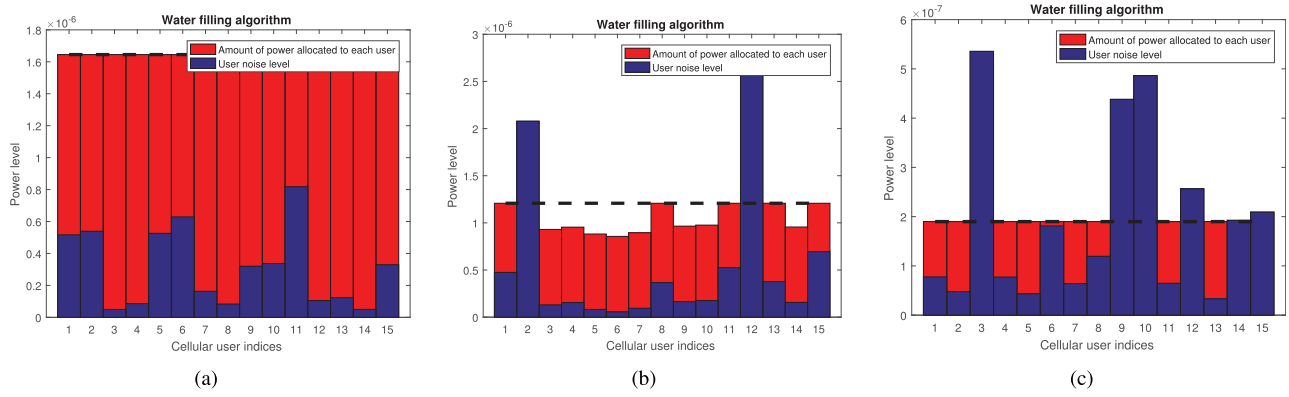 Water filling algorithm
×10^-6
Amount of power allocated to each user
User noise level
1.8
1.6
1.4
1.2
1
0.8
0.6
0.4
0.2
0
Power level
1 2 3 4 5 6 7 8 9 10 11 12 13 14 15
Cellular user indices
(a)
Water filling algorithm
×10^-6
Amount of power allocated to each user
User noise level
3
2.5
2
1.5
1
0.5
0
Power level
1 2 3 4 5 6 7 8 9 10 11 12 13 14 15
Cellular user indices
(b)
Water filling algorithm
×10^-7
Amount of power allocated to each user
User noise level
6
5
4
3
2
1
0
Power level
1 2 3 4 5 6 7 8 9 10 11 12 13 14 15
Cellular user indices
(c)